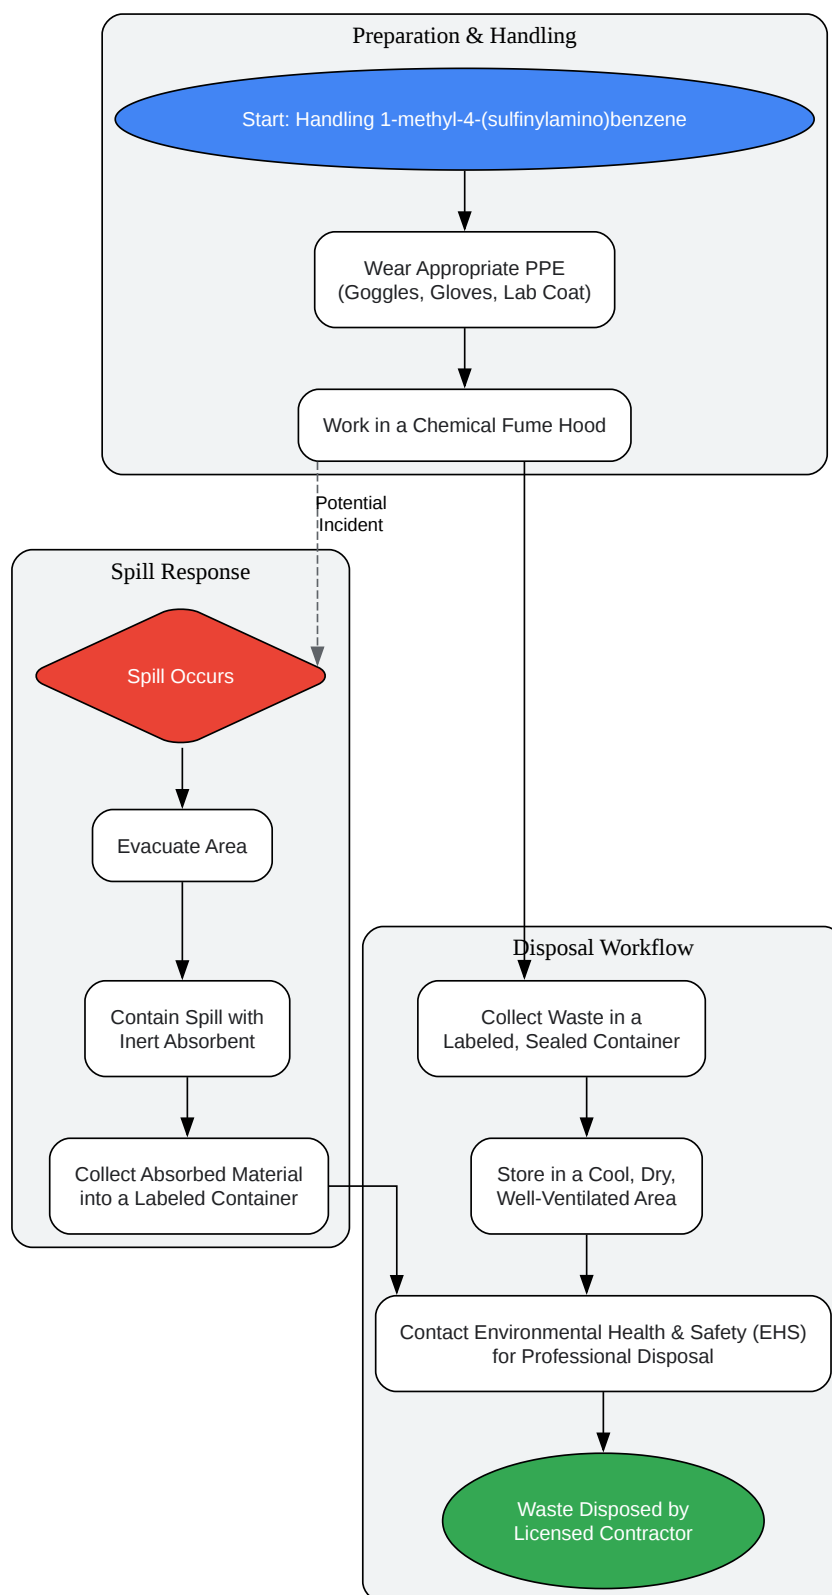 Preparation & Handling
Start: Handling 1-methyl-4-(sulfinylamino)benzene
Wear Appropriate PPE
(Goggles, Gloves, Lab Coat)
Work in a Chemical Fume Hood
Potential
Incident
Spill Response
Spill Occurs
Evacuate Area
Contain Spill with
Inert Absorbent
Collect Absorbed Material
into a Labeled Container
Disposal Workflow
Collect Waste in a
Labeled, Sealed Container
Store in a Cool, Dry,
Well-Ventilated Area
Contact Environmental Health & Safety (EHS)
for Professional Disposal
Waste Disposed by
Licensed Contractor